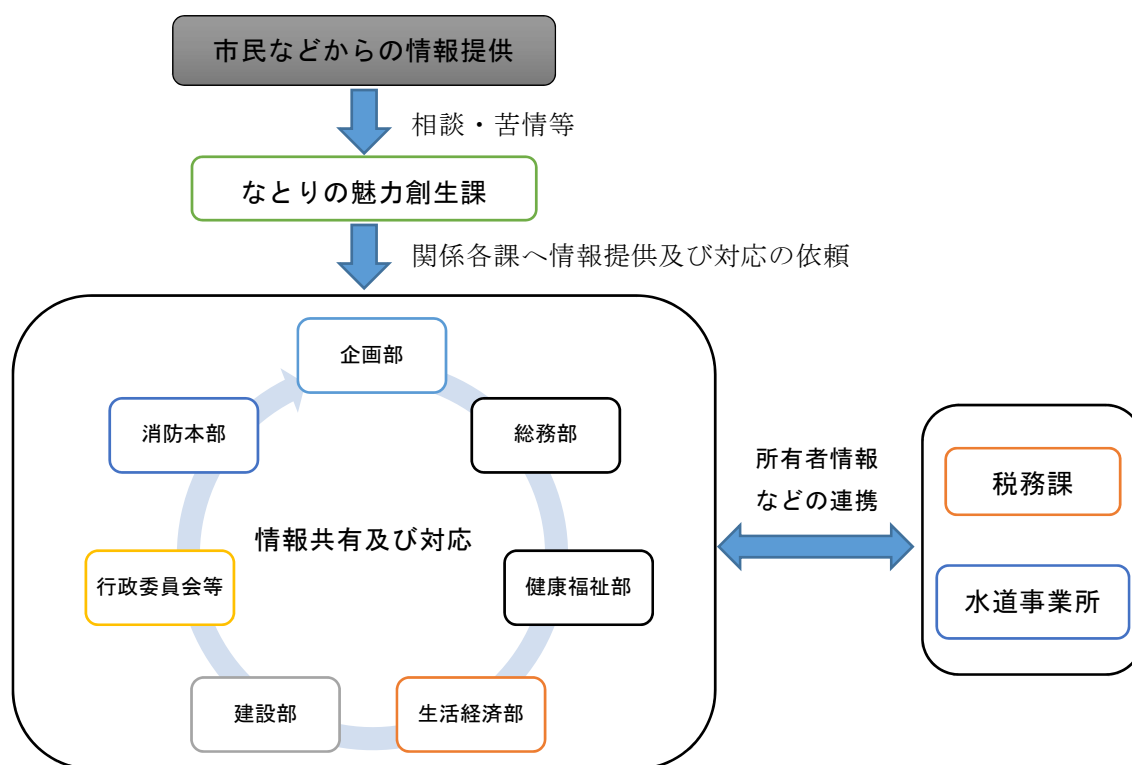 市民などからの情報提供
相談・苦情等
なとりの魅力創生課
関係各課へ情報提供及び対応の依頼
企画部
消防本部
総務部
情報共有及び対応
行政委員会等
健康福祉部
建設部
生活経済部
所有者情報
などの連携
税務課
水道事業所